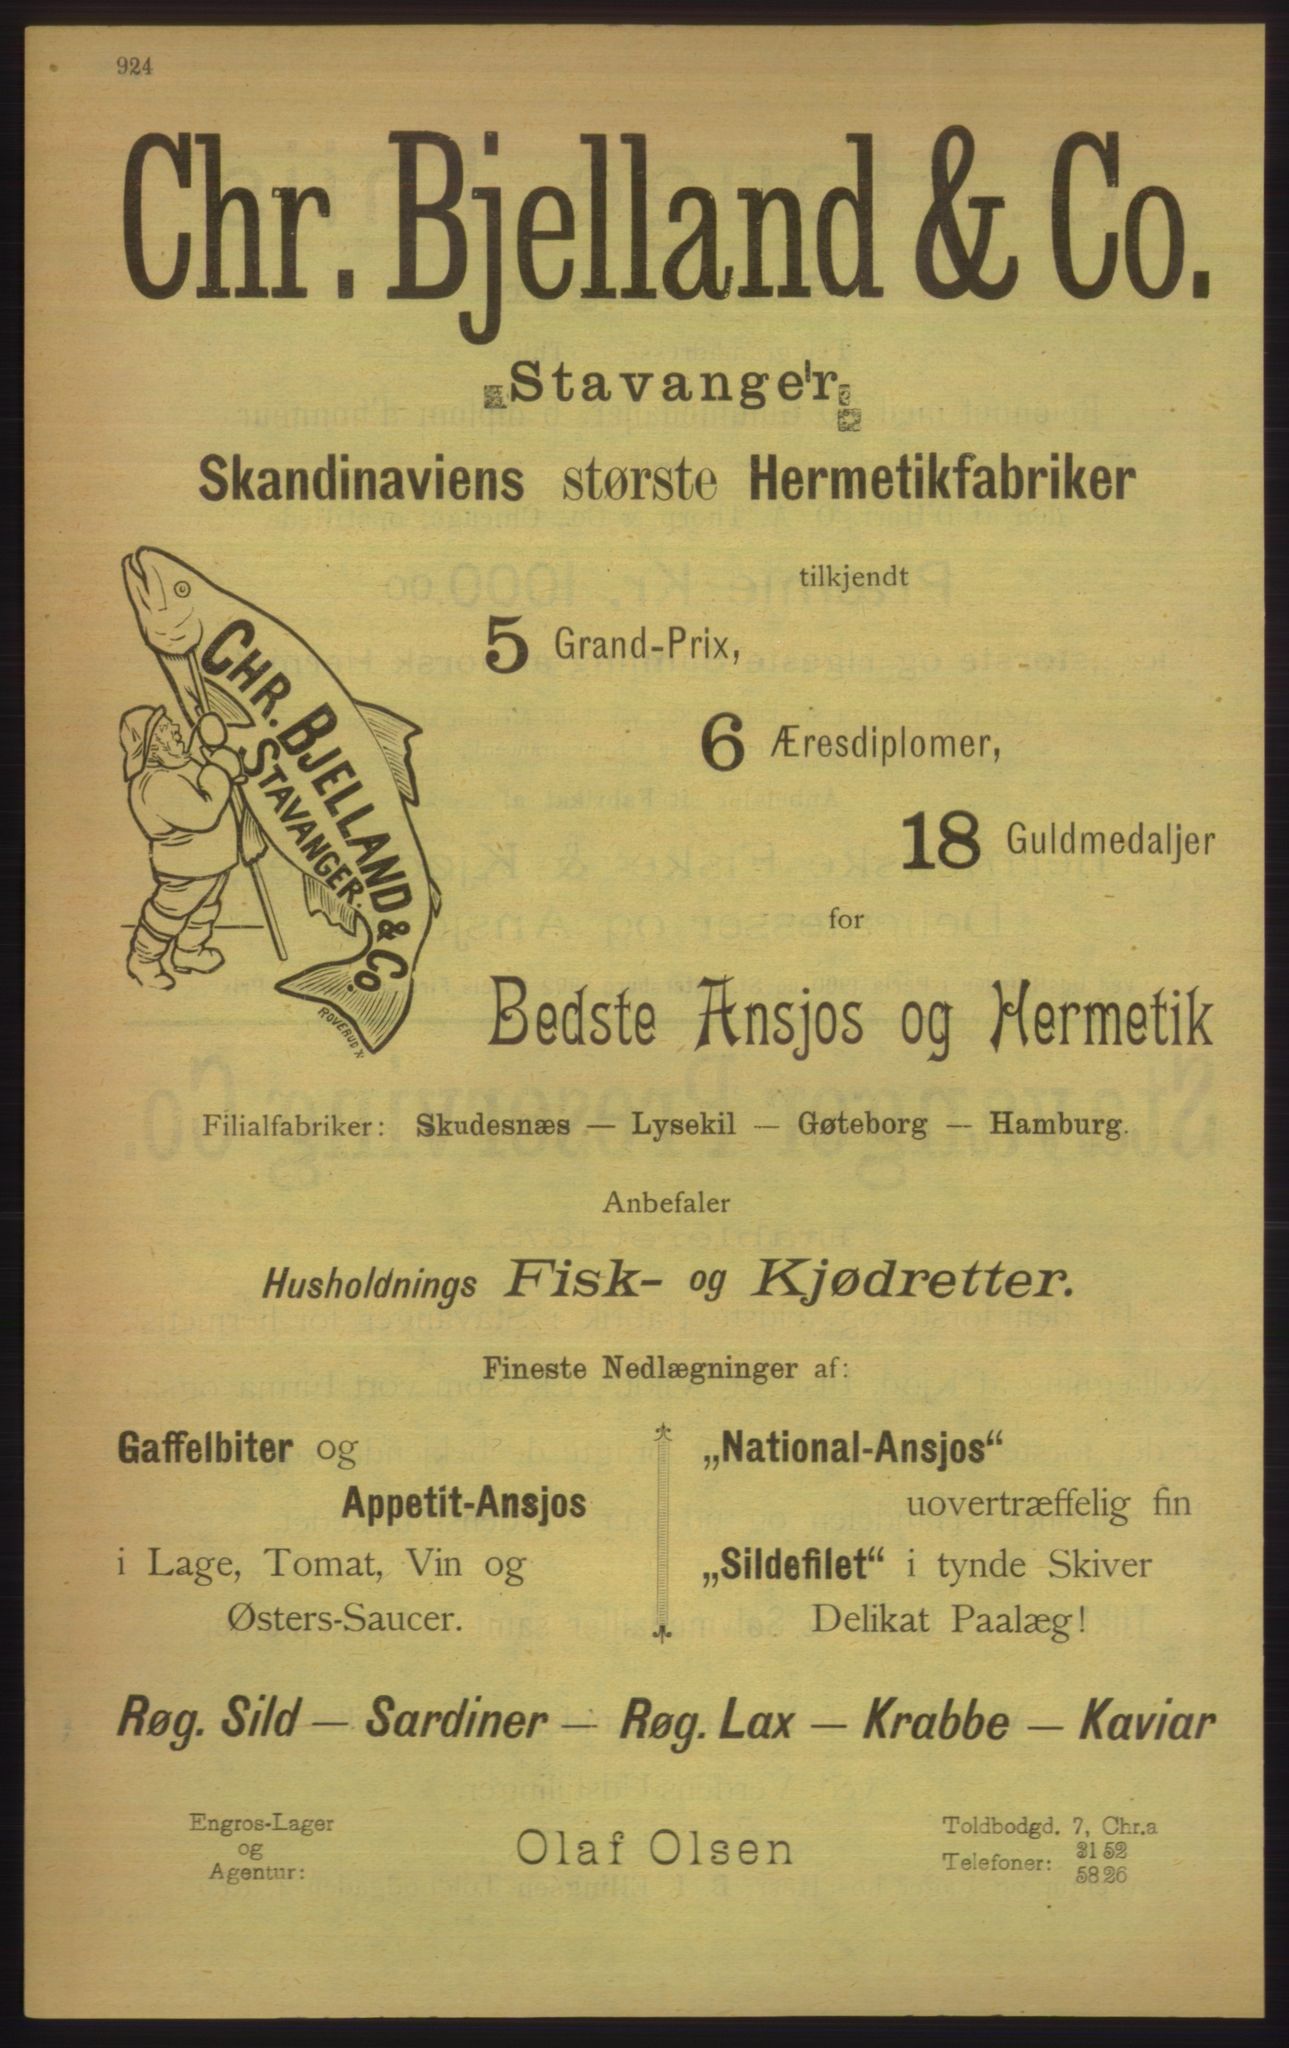 924
Chr. Bjelland & Co.
Stavanger
Skandinaviens største Hermetikfabriker
tilkjendt
5 Grand-Prix,
6 Æresdiplomer,
18 Guldmedaljer
for
Bedste Ansjos og Hermetik
CHR. BJELLAND & Co.
STAVANGER.
ROVERUD X.
Filialfabriker: Skudesnæs — Lysekil — Gøteborg — Hamburg.
Anbefaler
Husholdnings Fisk- og Kjødretter.
Fineste Nedlægninger af:
Gaffelbiter og
Appetit-Ansjos
i Lage, Tomat, Vin og
Østers-Saucer.
„National-Ansjos“
uovertræffelig fin
„Sildefilet“ i tynde Skiver
Delikat Paalæg!
Røg. Sild — Sardiner — Røg. Lax — Krabbe — Kaviar
Engros-Lager
og
Agentur:
Olaf Olsen
Toldbodgd. 7, Chr.a
Telefoner: 3152
5826